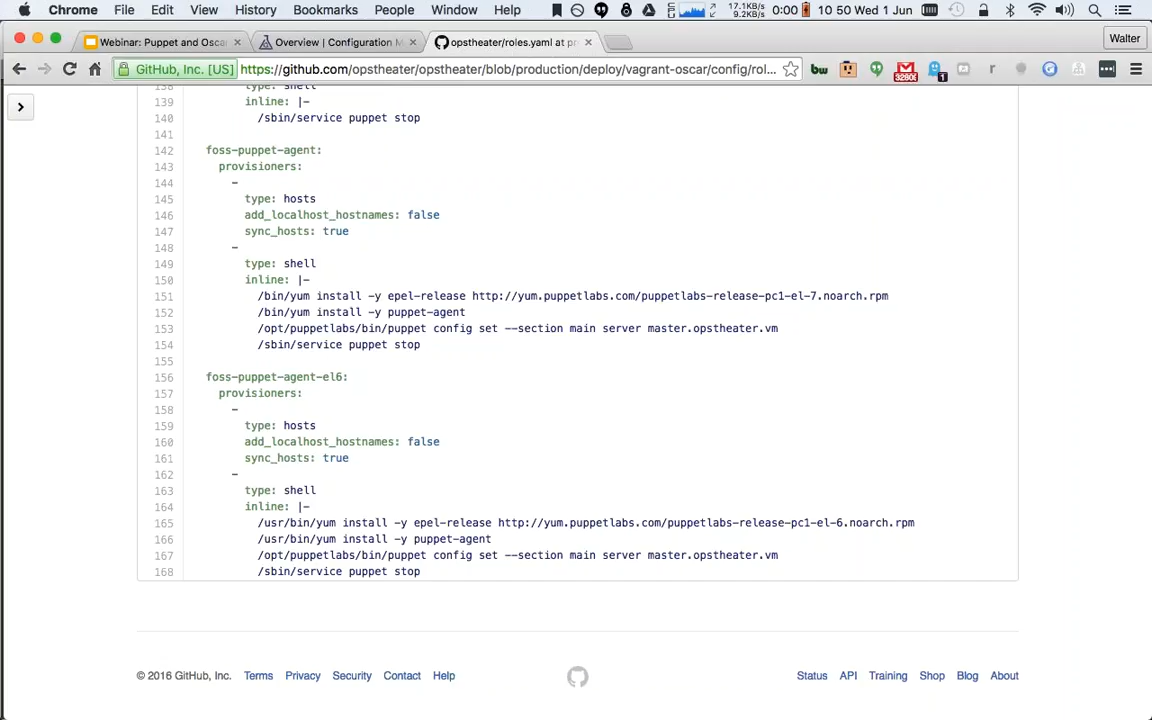 Chrome File Edit View History Bookmarks People Window Help 17.1KB/s 9.2KB/s 0:00 10 50 Wed 1 Jun
Webinar: Puppet and Osca × Overview | Configuration M × opstheater/roles.yaml at pr × Walter
GitHub, Inc. [US] https://github.com/opstheater/opstheater/blob/production/deploy/vagrant-oscar/config/rol...
138 type: shell
139 inline: |-
140 /sbin/service puppet stop
141
142 foss-puppet-agent:
143 provisioners:
144 -
145 type: hosts
146 add_localhost_hostnames: false
147 sync_hosts: true
148 -
149 type: shell
150 inline: |-
151 /bin/yum install -y epel-release http://yum.puppetlabs.com/puppetlabs-release-pc1-el-7.noarch.rpm
152 /bin/yum install -y puppet-agent
153 /opt/puppetlabs/bin/puppet config set --section main server master.opstheater.vm
154 /sbin/service puppet stop
155
156 foss-puppet-agent-el6:
157 provisioners:
158 -
159 type: hosts
160 add_localhost_hostnames: false
161 sync_hosts: true
162 -
163 type: shell
164 inline: |-
165 /usr/bin/yum install -y epel-release http://yum.puppetlabs.com/puppetlabs-release-pc1-el-6.noarch.rpm
166 /usr/bin/yum install -y puppet-agent
167 /opt/puppetlabs/bin/puppet config set --section main server master.opstheater.vm
168 /sbin/service puppet stop
© 2016 GitHub, Inc. Terms Privacy Security Contact Help Status API Training Shop Blog About